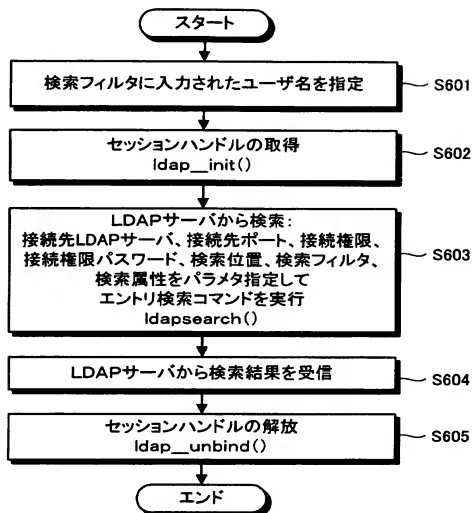 スタート
検索フィルタに入力されたユーザ名を指定
S601
セッションハンドルの取得
ldap__init()
S602
LDAPサーバから検索:
接続先LDAPサーバ、接続先ポート、接続権限、
接続権限パスワード、検索位置、検索フィルタ、
検索属性をパラメタ指定して
エントリ検索コマンドを実行
ldapsearch()
S603
LDAPサーバから検索結果を受信
S604
セッションハンドルの解放
ldap__unbind()
S605
エンド